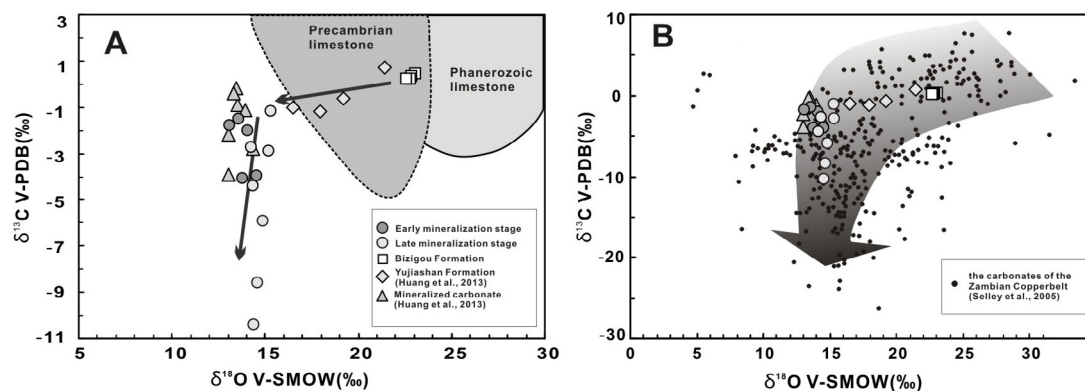 A
Precambrian
limestone
Phanerozoic
limestone
3
1
-1
-3
-5
-7
-9
-11
δ13C V-PDB(‰)
Early mineralization stage
Late mineralization stage
Bizigou Formation
Yujiashan Formation
(Huang et al., 2013)
Mineralized carbonate
(Huang et al., 2013)
5
10
15
20
25
30
δ18O V-SMOW(‰)
B
10
0
-10
-20
-30
δ13C V-PDB(‰)
the carbonates of the
Zambian Copperbelt
(Selley et al., 2005)
0
5
10
15
20
25
30
δ18O V-SMOW(‰)